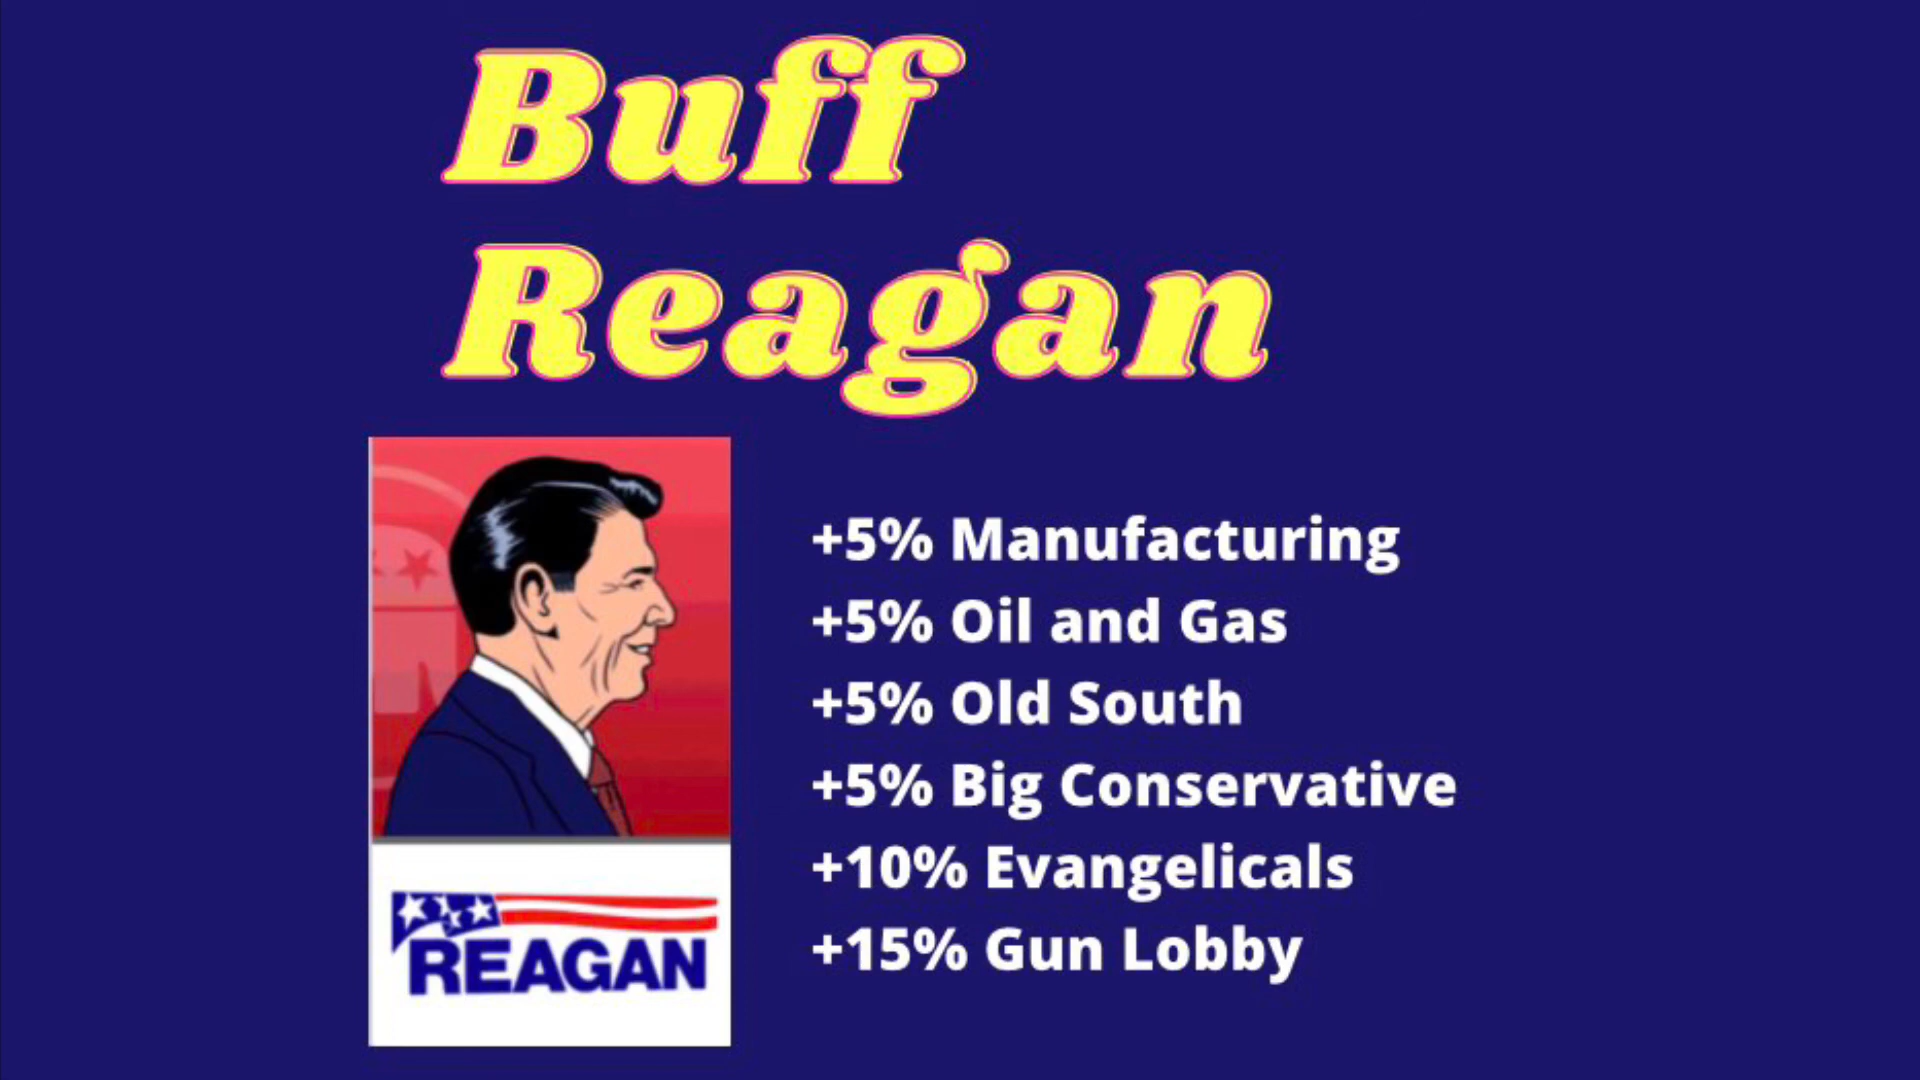 Buff
Reagan
+5% Manufacturing
+5% Oil and Gas
+5% Old South
+5% Big Conservative
+10% Evangelicals
+15% Gun Lobby
REAGAN